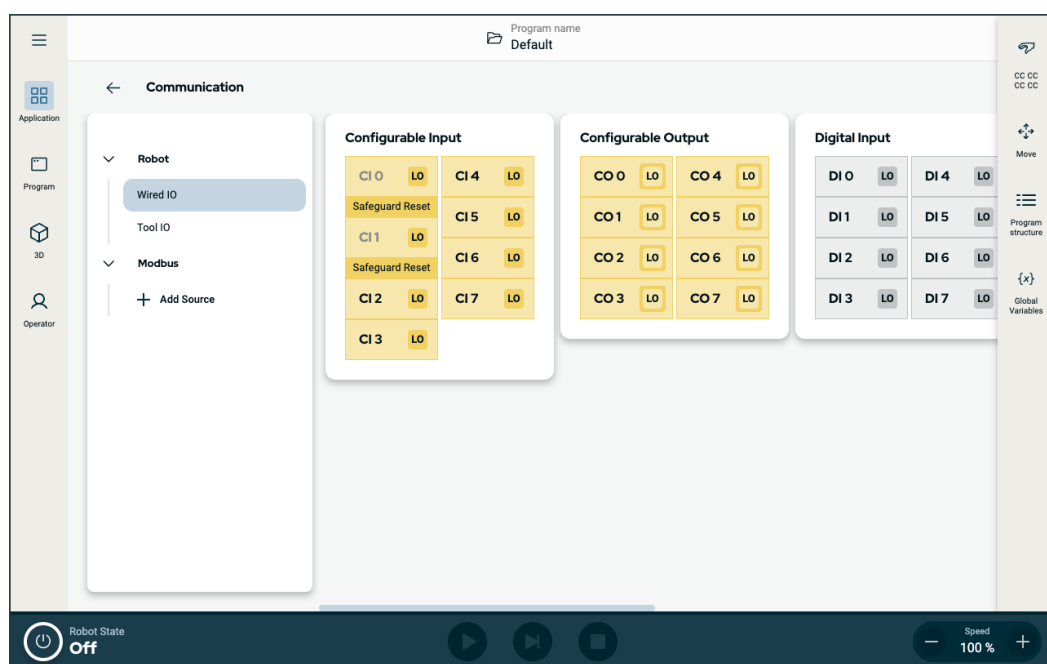 Program name
Default
CC CC
CC CC
Application
Communication
Move
Program
Program structure
3D
Global Variables
Operator
Robot
Wired IO
Tool IO
Modbus
Add Source
Configurable Input
CI 0 LO CI 4 LO
Safeguard Reset
CI 5 LO
CI 1 LO
CI 6 LO
Safeguard Reset
CI 2 LO CI 7 LO
CI 3 LO
Configurable Output
CO 0 LO CO 4 LO
CO 1 LO CO 5 LO
CO 2 LO CO 6 LO
CO 3 LO CO 7 LO
Digital Input
DI 0 LO DI 4 LO
DI 1 LO DI 5 LO
DI 2 LO DI 6 LO
DI 3 LO DI 7 LO
{x}
Robot State
Off
Speed
100 %